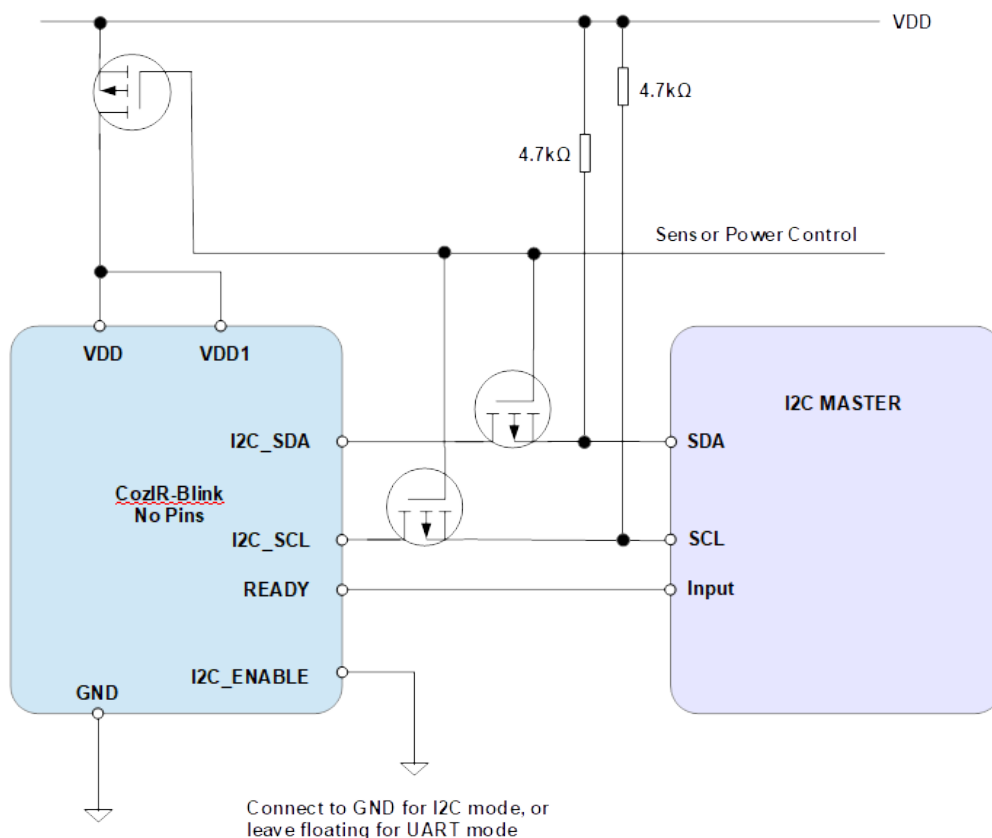 VDD
4.7kΩ
4.7kΩ
Sensor Power Control
VDD
VDD1
I2C MASTER
I2C_SDA
SDA
CozIR-Blink
No Pins
I2C_SCL
SCL
READY
Input
I2C_ENABLE
GND
Connect to GND for I2C mode, or
leave floating for UART mode